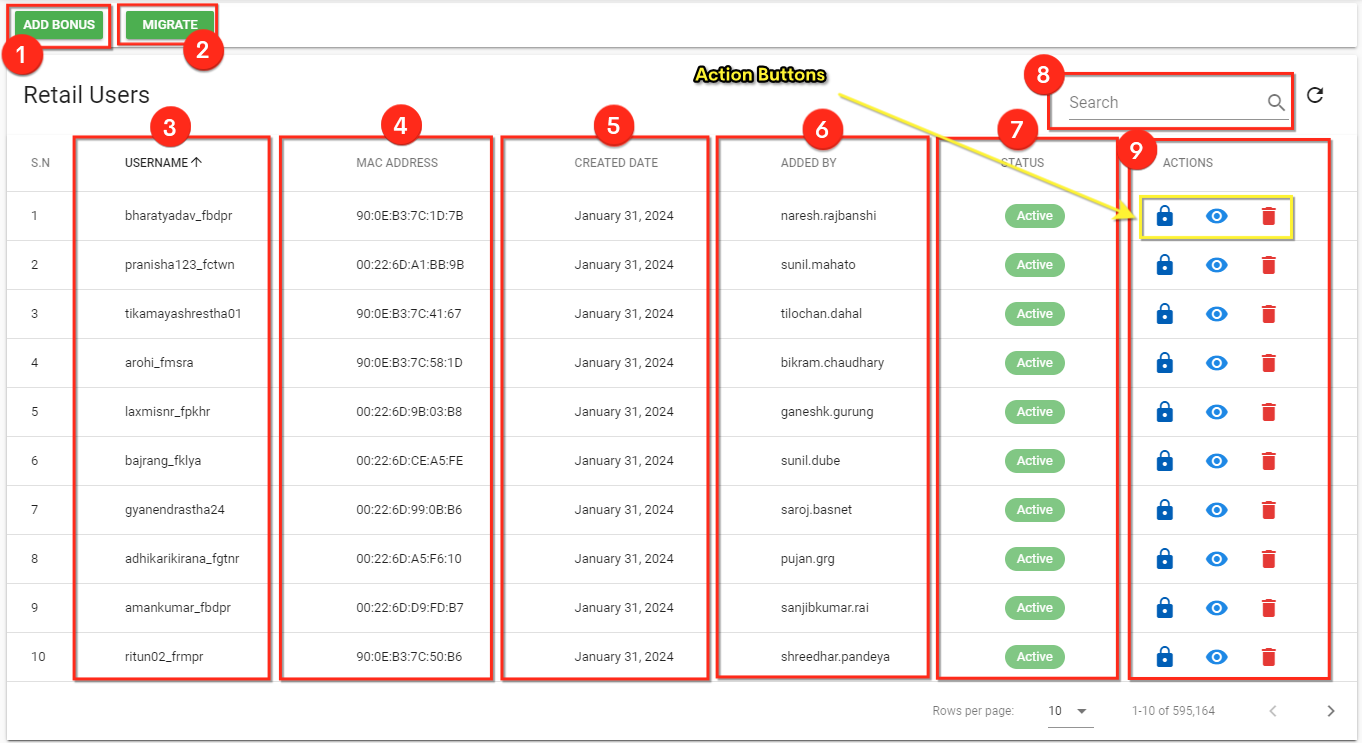 ADD BONUS MIGRATE
1 2
Action Buttons
8
Retail Users
Search
3 4 5 6 7 9
S.N USERNAME MAC ADDRESS CREATED DATE ADDED BY STATUS ACTIONS
1 bharatyadav_fbdpr 90:0E:B3:7C:1D:7B January 31, 2024 naresh.rajbanshi Active
2 pranisha123_fctwn 00:22:6D:A1:BB:9B January 31, 2024 sunil.mahato Active
3 tikamayashrestha01 90:0E:B3:7C:41:67 January 31, 2024 tilochan.dahal Active
4 arohi_fmsra 90:0E:B3:7C:58:1D January 31, 2024 bikram.chaudhary Active
5 laxmisnr_fpkhr 00:22:6D:9B:03:B8 January 31, 2024 ganeshk.gurung Active
6 bajrang_fklya 00:22:6D:CE:A5:FE January 31, 2024 sunil.dube Active
7 gyanendrastha24 00:22:6D:99:0B:B6 January 31, 2024 saroj.basnet Active
8 adhikarikirana_fgtnr 00:22:6D:A5:F6:10 January 31, 2024 pujan.grg Active
9 amankumar_fbdpr 00:22:6D:D9:FD:B7 January 31, 2024 sanjibkumar.rai Active
10 ritun02_frmpr 90:0E:B3:7C:50:B6 January 31, 2024 shreedhar.pandeya Active
Rows per page: 10 1-10 of 595,164